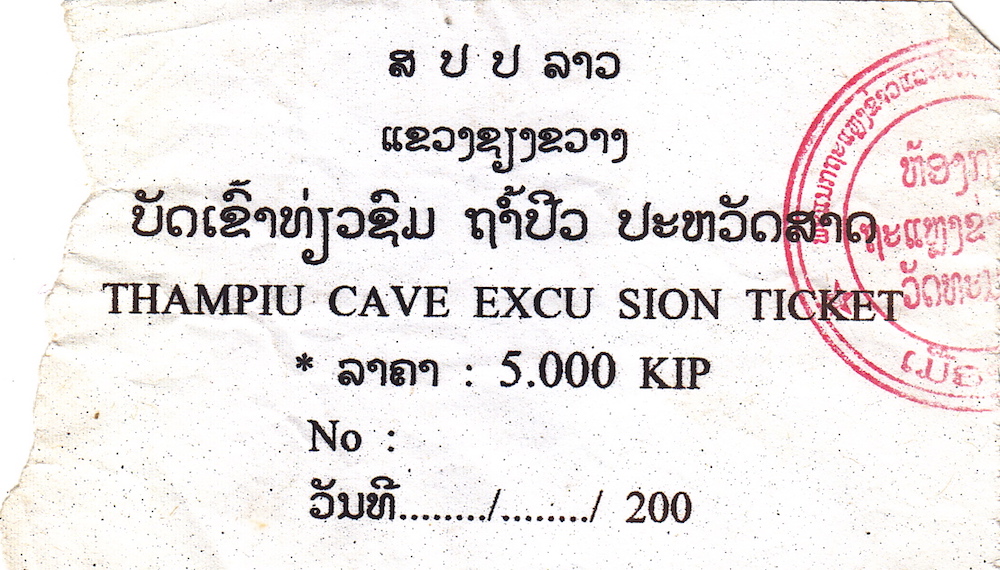 ສ ປ ປ ລາວ
ແຂວງຊຽງຂວາງ
ບັດເຂົ້າທ່ຽວຊົມ ຖ້ຳປິວ ປະຫວັດສາດ
THAMPIU CAVE EXCU SION TICKET
* ລາຄາ : 5.000 KIP
No :
ວັນທີ......../......../ 200